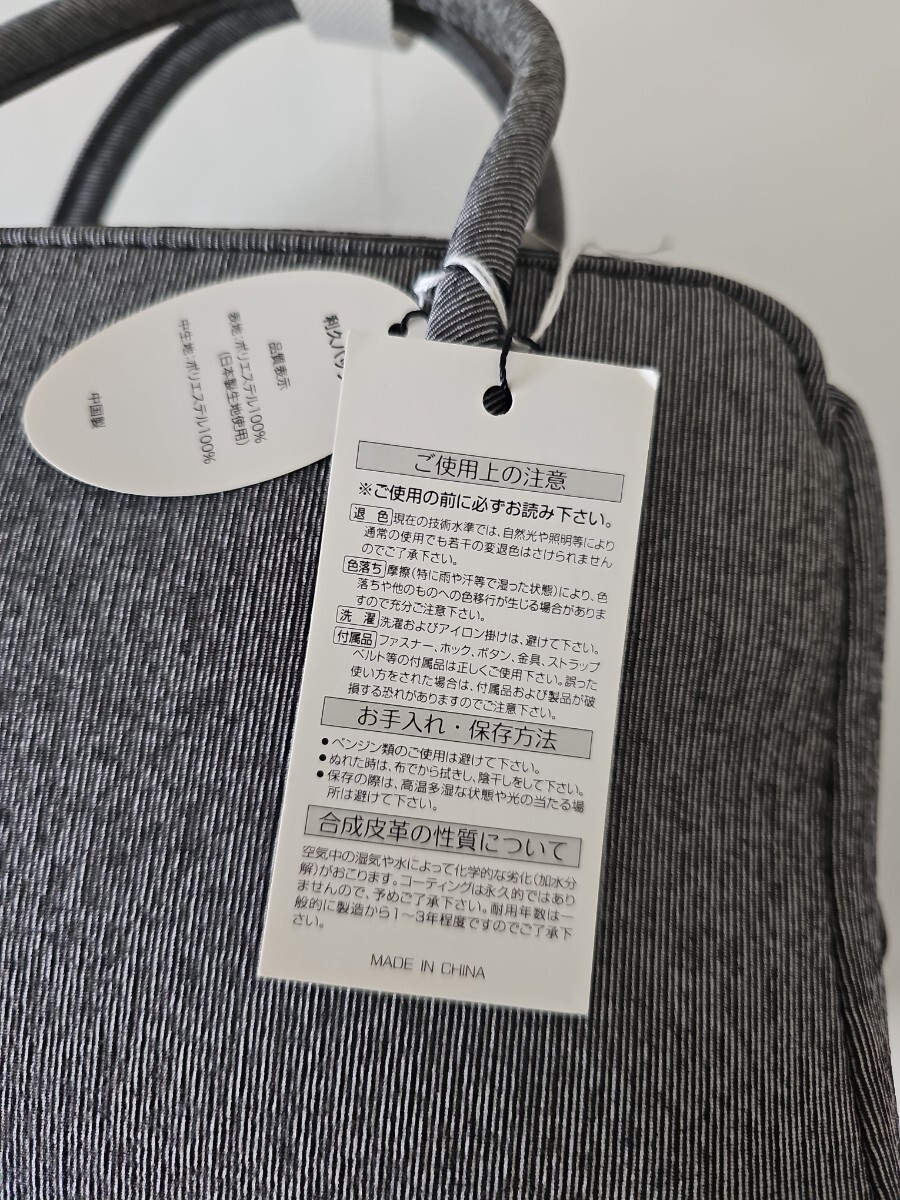 利久バッ
品質表示
表地:ポリエステル100%
(日本製生地使用)
中生地:ポリエステル100%
中国製
ご使用上の注意
※ご使用の前に必ずお読み下さい。
退 色 現在の技術水準では、自然光や照明等により
通常の使用でも若干の変退色はさけられません
のでご了承下さい。
色落ち 摩擦(特に雨や汗等で湿った状態)により、色
落ちや他のものへの色移行が生じる場合がありま
すので充分ご注意下さい。
洗 濯 洗濯およびアイロン掛けは、避けて下さい。
付属品 ファスナー、ホック、ボタン、金具、ストラップ
ベルト等の付属品は正しくご使用下さい。誤った
使い方をされた場合は、付属品および製品が破
損する恐れがありますのでご注意下さい。
お手入れ・保存方法
●ベンジン類のご使用は避けて下さい。
●ぬれた時は、布でから拭きし、陰干しをして下さい。
●保存の際は、高温多湿な状態や光の当たる場
所は避けて下さい。
合成皮革の性質について
空気中の湿気や水によって化学的な劣化(加水分
解)がおこります。コーティングは永久的ではあり
ませんので、予めご了承下さい。耐用年数は一
般的に製造から1〜3年程度ですのでご了承下
さい。
MADE IN CHINA